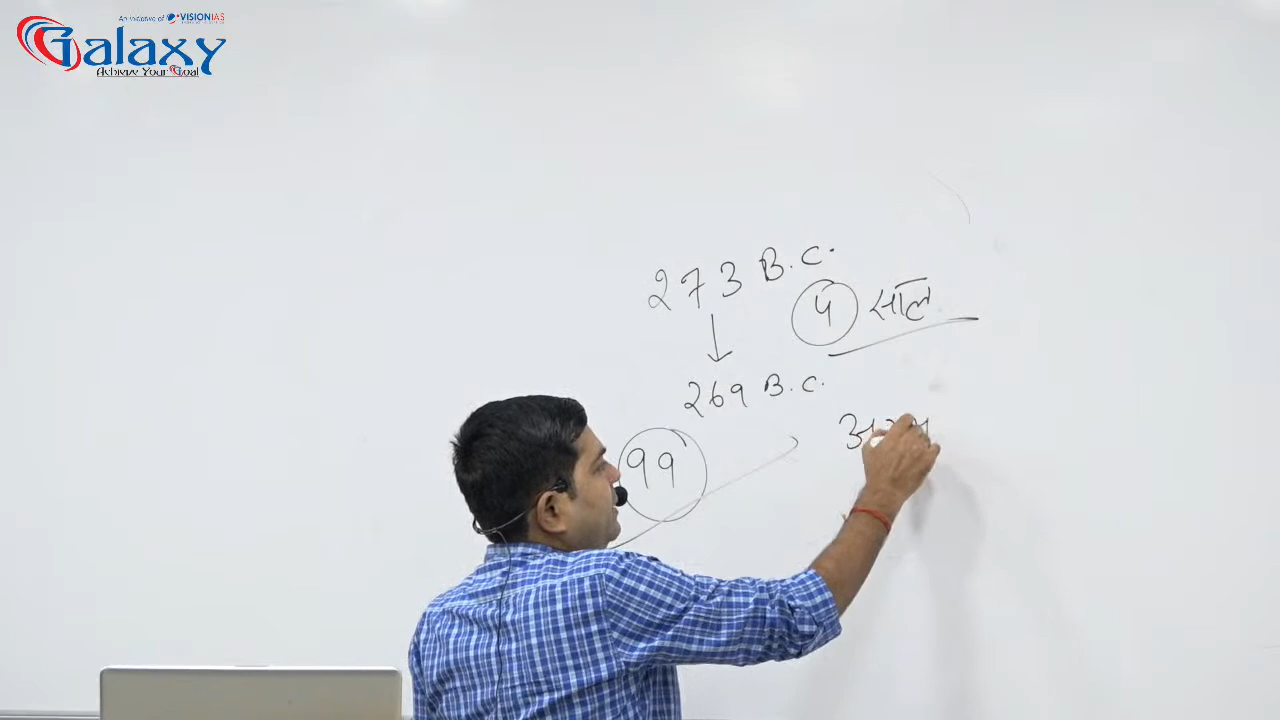 An initiative of VISIONIAS
Galaxy
Achieve Your Goal
273 B.C.
4 साल
269 B.C.
99